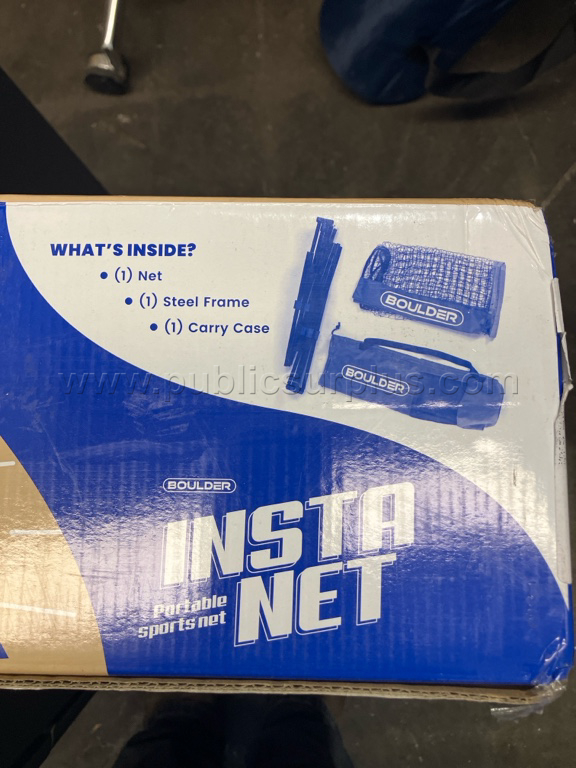 WHAT'S INSIDE?
• (1) Net
• (1) Steel Frame
• (1) Carry Case
BOULDER
BOULDER
www.publicsurplus.com
BOULDER
INSTA
NET
Portable
sports net